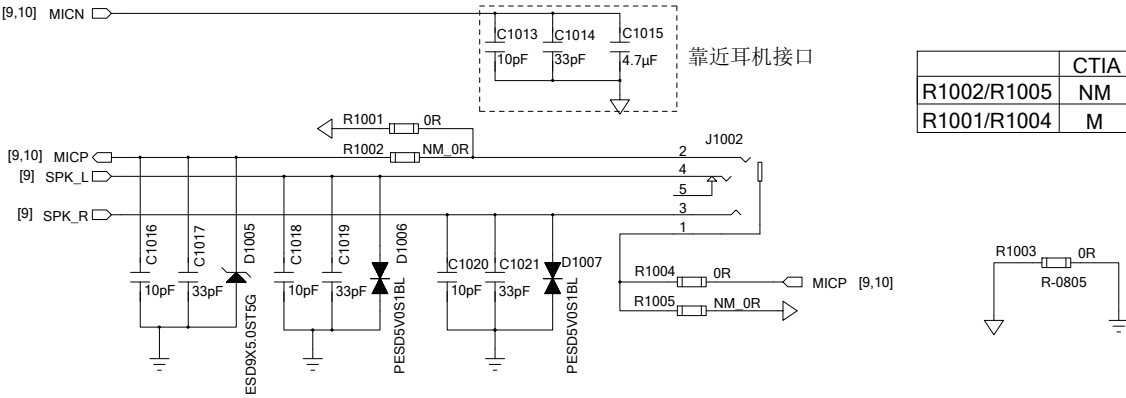 [9,10] MICN
C1013
10pF
C1014
33pF
C1015
4.7μF
靠近耳机接口
CTIA
R1002/R1005 NM
R1001/R1004 M
R1001 0R
R1002 NM_0R
J1002
[9,10] MICP
[9] SPK_L
[9] SPK_R
2
4
5
3
1
C1016
10pF
C1017
33pF
D1005
ESD9X5.0ST5G
C1018
10pF
C1019
33pF
D1006
PESD5V0S1BL
C1020
10pF
C1021
33pF
D1007
PESD5V0S1BL
R1004 0R
MICP [9,10]
R1005 NM_0R
R1003 0R
R-0805